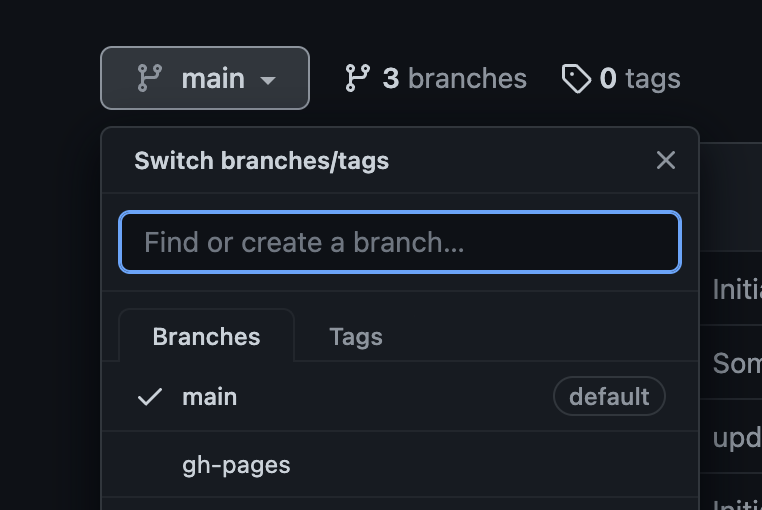 main
3 branches
0 tags
Switch branches/tags
Find or create a branch...
Branches
Tags
main
default
gh-pages
Initi
Som
upd